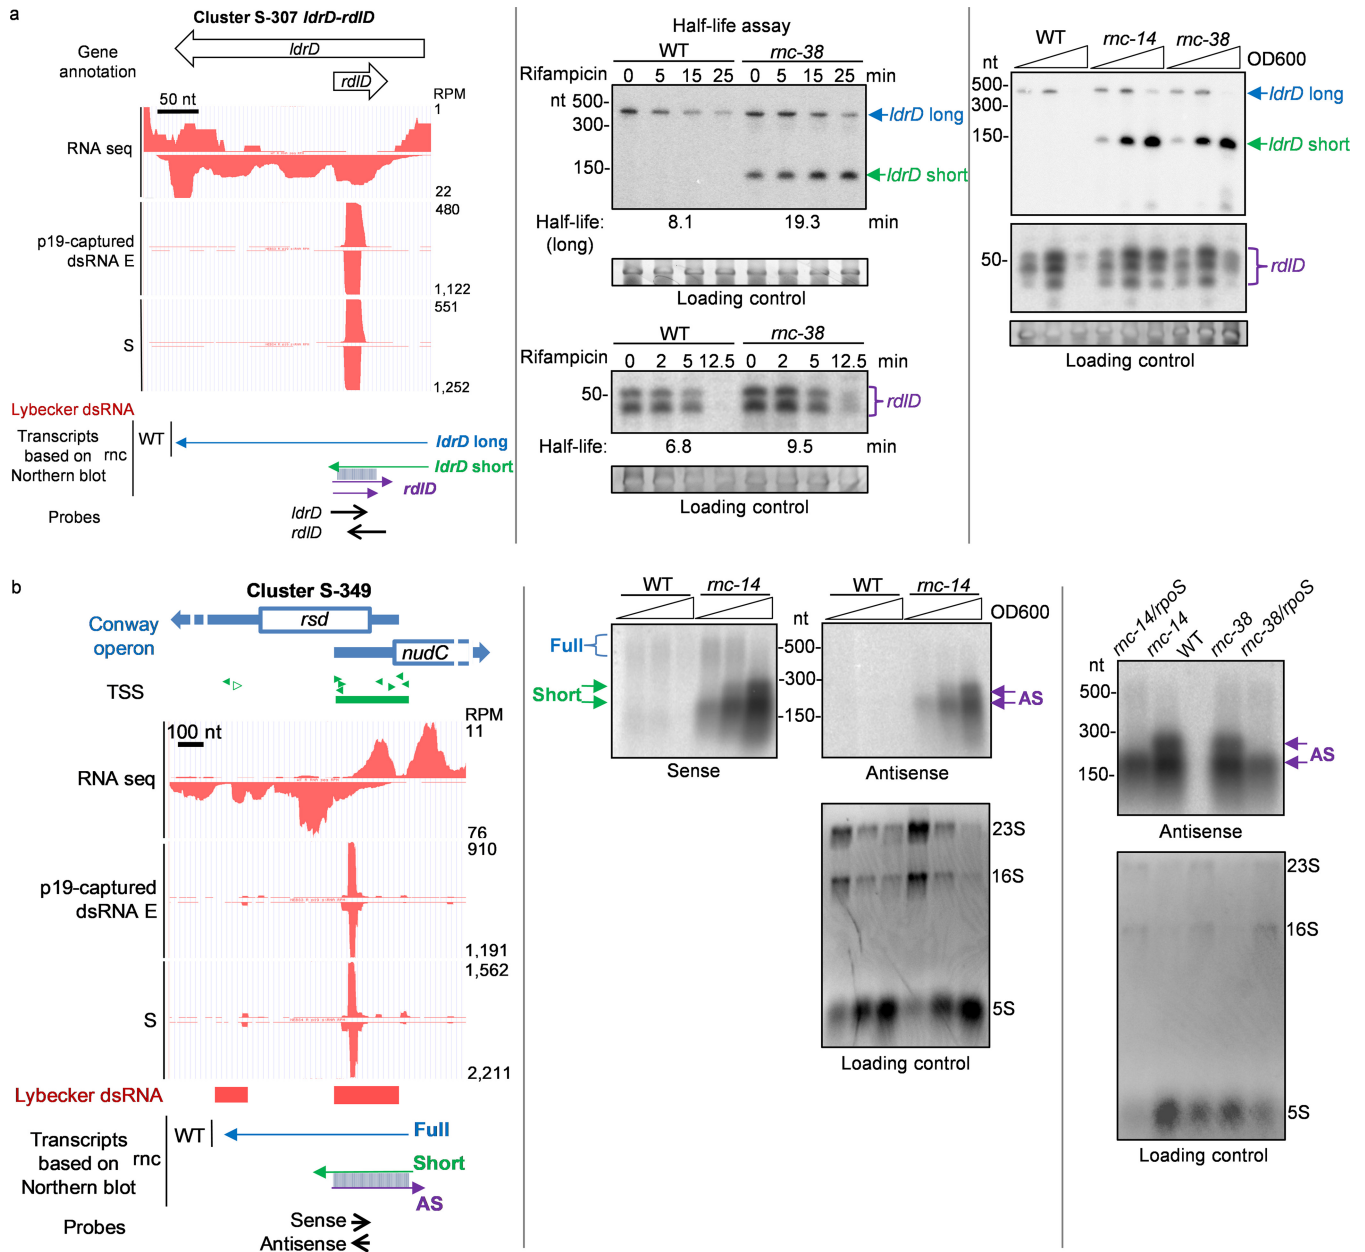 a
Cluster S-307 ldrD-rdlD
Gene annotation
ldrD
rdlD
50 nt
RPM
1
RNA seq
22
480
p19-captured
dsRNA E
1,122
551
S
1,252
Lybecker dsRNA
Transcripts
based on
Northern blot
WT
rnc
ldrD long
ldrD short
rdlD
Probes
ldrD
rdlD
Half-life assay
WT rnc-38
Rifampicin 0 5 15 25 0 5 15 25 min
nt 500-
300-
150-
ldrD long
ldrD short
Half-life: 8.1 19.3 min
(long)
Loading control
WT rnc-38
Rifampicin 0 2 5 12.5 0 2 5 12.5 min
50-
rdlD
Half-life: 6.8 9.5 min
Loading control
WT rnc-14 rnc-38
nt OD600
500-
300-
150-
ldrD long
ldrD short
50-
rdlD
Loading control
b
Cluster S-349
Conway
operon
rsd
nudC
TSS
RPM
100 nt
11
RNA seq
76
910
p19-captured
dsRNA E
1,191
1,562
S
2,211
Lybecker dsRNA
Transcripts
based on
Northern blot
WT
rnc
Full
Short
AS
Probes
Sense
Antisense
WT rnc-14
Full
Short
nt
-500-
-300-
-150-
Sense
WT rnc-14
OD600
AS
Antisense
23S
16S
5S
Loading control
rnc-14/rpoS
rnc-14
WT
rnc-38
rnc-38/rpoS
nt
500-
300-
150-
AS
Antisense
23S
16S
5S
Loading control